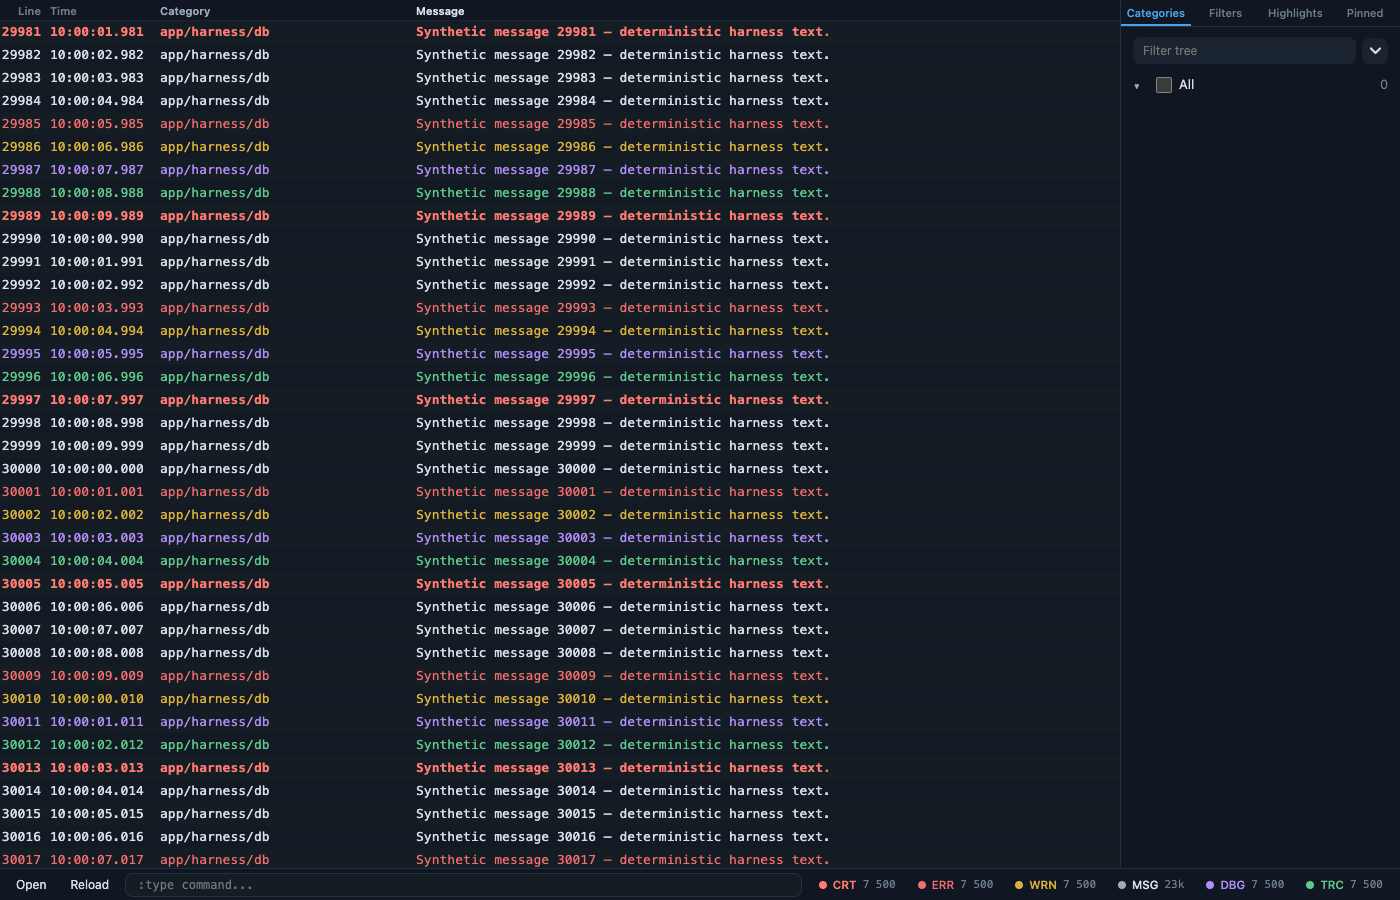 Line Time Category Message Categories Filters Highlights Pinned
29981 10:00:01.981 app/harness/db Synthetic message 29981 – deterministic harness text.
29982 10:00:02.982 app/harness/db Synthetic message 29982 – deterministic harness text.
29983 10:00:03.983 app/harness/db Synthetic message 29983 – deterministic harness text.
29984 10:00:04.984 app/harness/db Synthetic message 29984 – deterministic harness text.
29985 10:00:05.985 app/harness/db Synthetic message 29985 – deterministic harness text.
29986 10:00:06.986 app/harness/db Synthetic message 29986 – deterministic harness text.
29987 10:00:07.987 app/harness/db Synthetic message 29987 – deterministic harness text.
29988 10:00:08.988 app/harness/db Synthetic message 29988 – deterministic harness text.
29989 10:00:09.989 app/harness/db Synthetic message 29989 – deterministic harness text.
29990 10:00:00.990 app/harness/db Synthetic message 29990 – deterministic harness text.
29991 10:00:01.991 app/harness/db Synthetic message 29991 – deterministic harness text.
29992 10:00:02.992 app/harness/db Synthetic message 29992 – deterministic harness text.
29993 10:00:03.993 app/harness/db Synthetic message 29993 – deterministic harness text.
29994 10:00:04.994 app/harness/db Synthetic message 29994 – deterministic harness text.
29995 10:00:05.995 app/harness/db Synthetic message 29995 – deterministic harness text.
29996 10:00:06.996 app/harness/db Synthetic message 29996 – deterministic harness text.
29997 10:00:07.997 app/harness/db Synthetic message 29997 – deterministic harness text.
29998 10:00:08.998 app/harness/db Synthetic message 29998 – deterministic harness text.
29999 10:00:09.999 app/harness/db Synthetic message 29999 – deterministic harness text.
30000 10:00:00.000 app/harness/db Synthetic message 30000 – deterministic harness text.
30001 10:00:01.001 app/harness/db Synthetic message 30001 – deterministic harness text.
30002 10:00:02.002 app/harness/db Synthetic message 30002 – deterministic harness text.
30003 10:00:03.003 app/harness/db Synthetic message 30003 – deterministic harness text.
30004 10:00:04.004 app/harness/db Synthetic message 30004 – deterministic harness text.
30005 10:00:05.005 app/harness/db Synthetic message 30005 – deterministic harness text.
30006 10:00:06.006 app/harness/db Synthetic message 30006 – deterministic harness text.
30007 10:00:07.007 app/harness/db Synthetic message 30007 – deterministic harness text.
30008 10:00:08.008 app/harness/db Synthetic message 30008 – deterministic harness text.
30009 10:00:09.009 app/harness/db Synthetic message 30009 – deterministic harness text.
30010 10:00:00.010 app/harness/db Synthetic message 30010 – deterministic harness text.
30011 10:00:01.011 app/harness/db Synthetic message 30011 – deterministic harness text.
30012 10:00:02.012 app/harness/db Synthetic message 30012 – deterministic harness text.
30013 10:00:03.013 app/harness/db Synthetic message 30013 – deterministic harness text.
30014 10:00:04.014 app/harness/db Synthetic message 30014 – deterministic harness text.
30015 10:00:05.015 app/harness/db Synthetic message 30015 – deterministic harness text.
30016 10:00:06.016 app/harness/db Synthetic message 30016 – deterministic harness text.
30017 10:00:07.017 app/harness/db Synthetic message 30017 – deterministic harness text.
Filter tree
All 0
Open Reload :type command... CRT 7 500 ERR 7 500 WRN 7 500 MSG 23k DBG 7 500 TRC 7 500